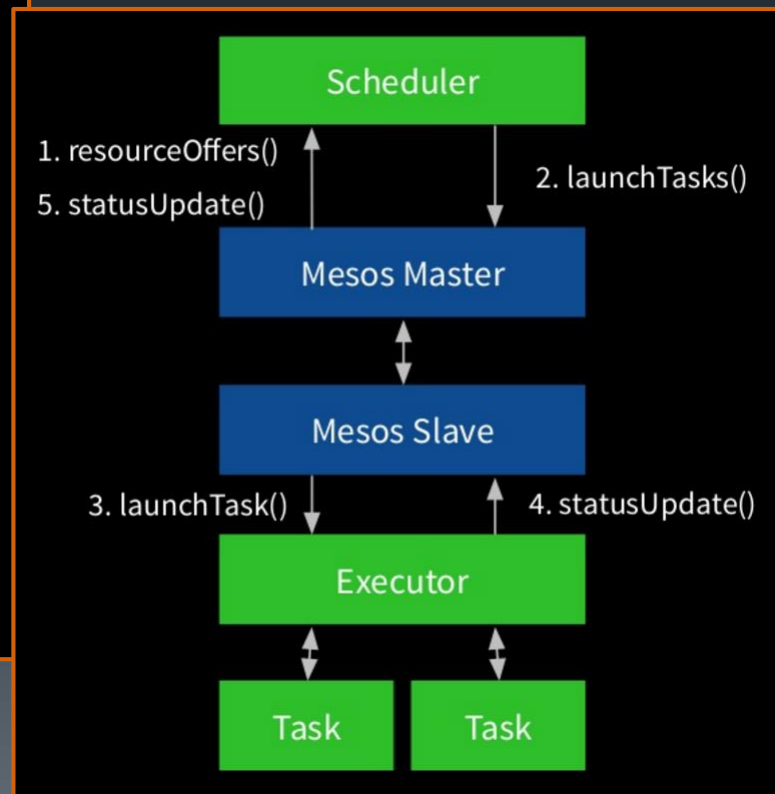 Scheduler
1. resourceOffers()
5. statusUpdate()
2. launchTasks()
Mesos Master
Mesos Slave
3. launchTask()
4. statusUpdate()
Executor
Task
Task